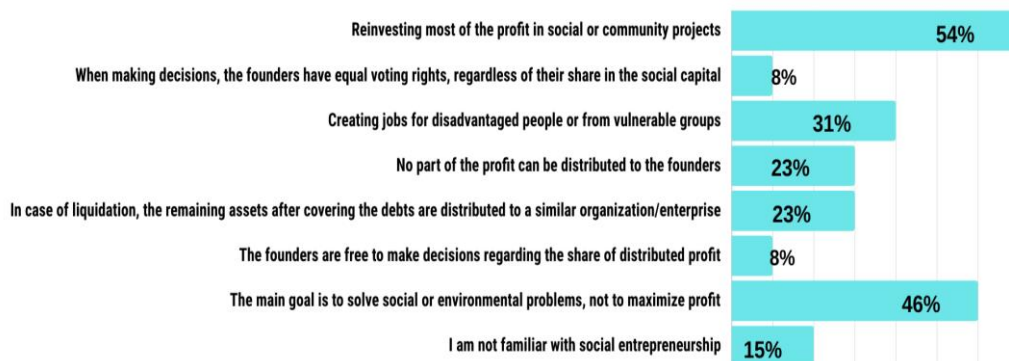 Reinvesting most of the profit in social or community projects 54%
When making decisions, the founders have equal voting rights, regardless of their share in the social capital 8%
Creating jobs for disadvantaged people or from vulnerable groups 31%
No part of the profit can be distributed to the founders 23%
In case of liquidation, the remaining assets after covering the debts are distributed to a similar organization/enterprise 23%
The founders are free to make decisions regarding the share of distributed profit 8%
The main goal is to solve social or environmental problems, not to maximize profit 46%
I am not familiar with social entrepreneurship 15%